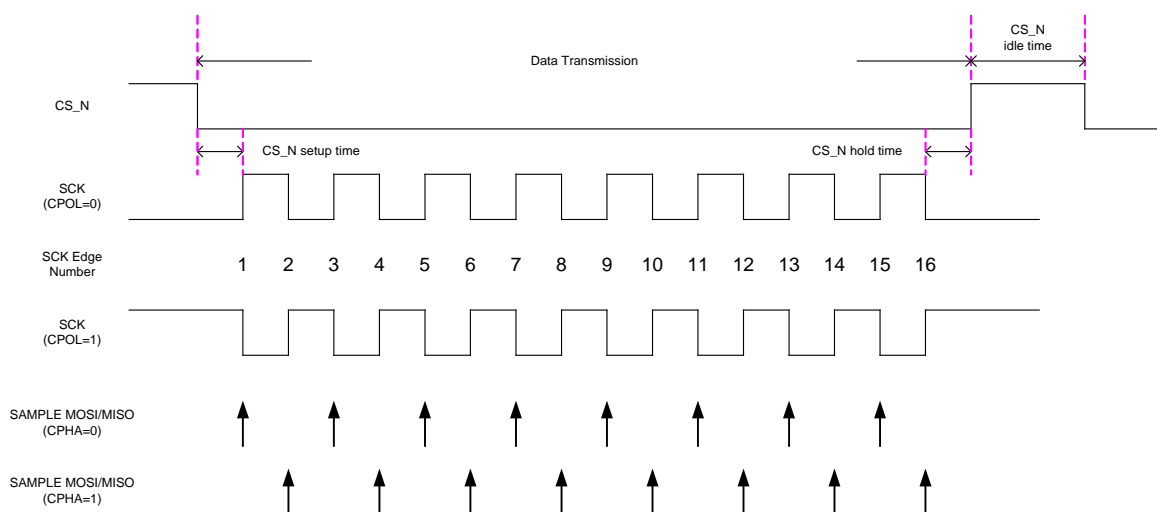 CS_N
idle time
Data Transmission
CS_N
CS_N setup time
CS_N hold time
SCK
(CPOL=0)
SCK Edge
Number
1 2 3 4 5 6 7 8 9 10 11 12 13 14 15 16
SCK
(CPOL=1)
SAMPLE MOSI/MISO
(CPHA=0)
SAMPLE MOSI/MISO
(CPHA=1)